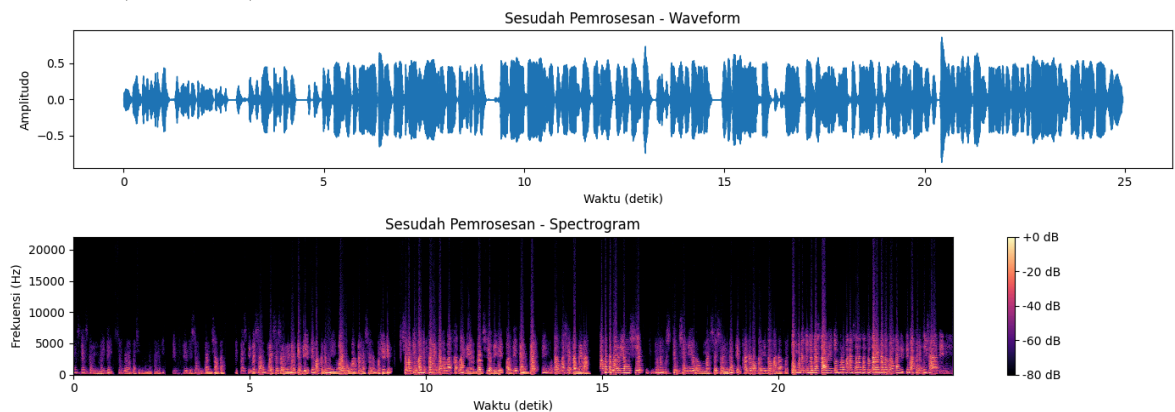 Sesudah Pemrosesan - Waveform
Amplitudo
0.5
0.0
−0.5
0 5 10 15 20 25
Waktu (detik)
Sesudah Pemrosesan - Spectrogram
Frekuensi (Hz)
20000
15000
10000
5000
0
0 5 10 15 20
Waktu (detik)
+0 dB
-20 dB
-40 dB
-60 dB
-80 dB